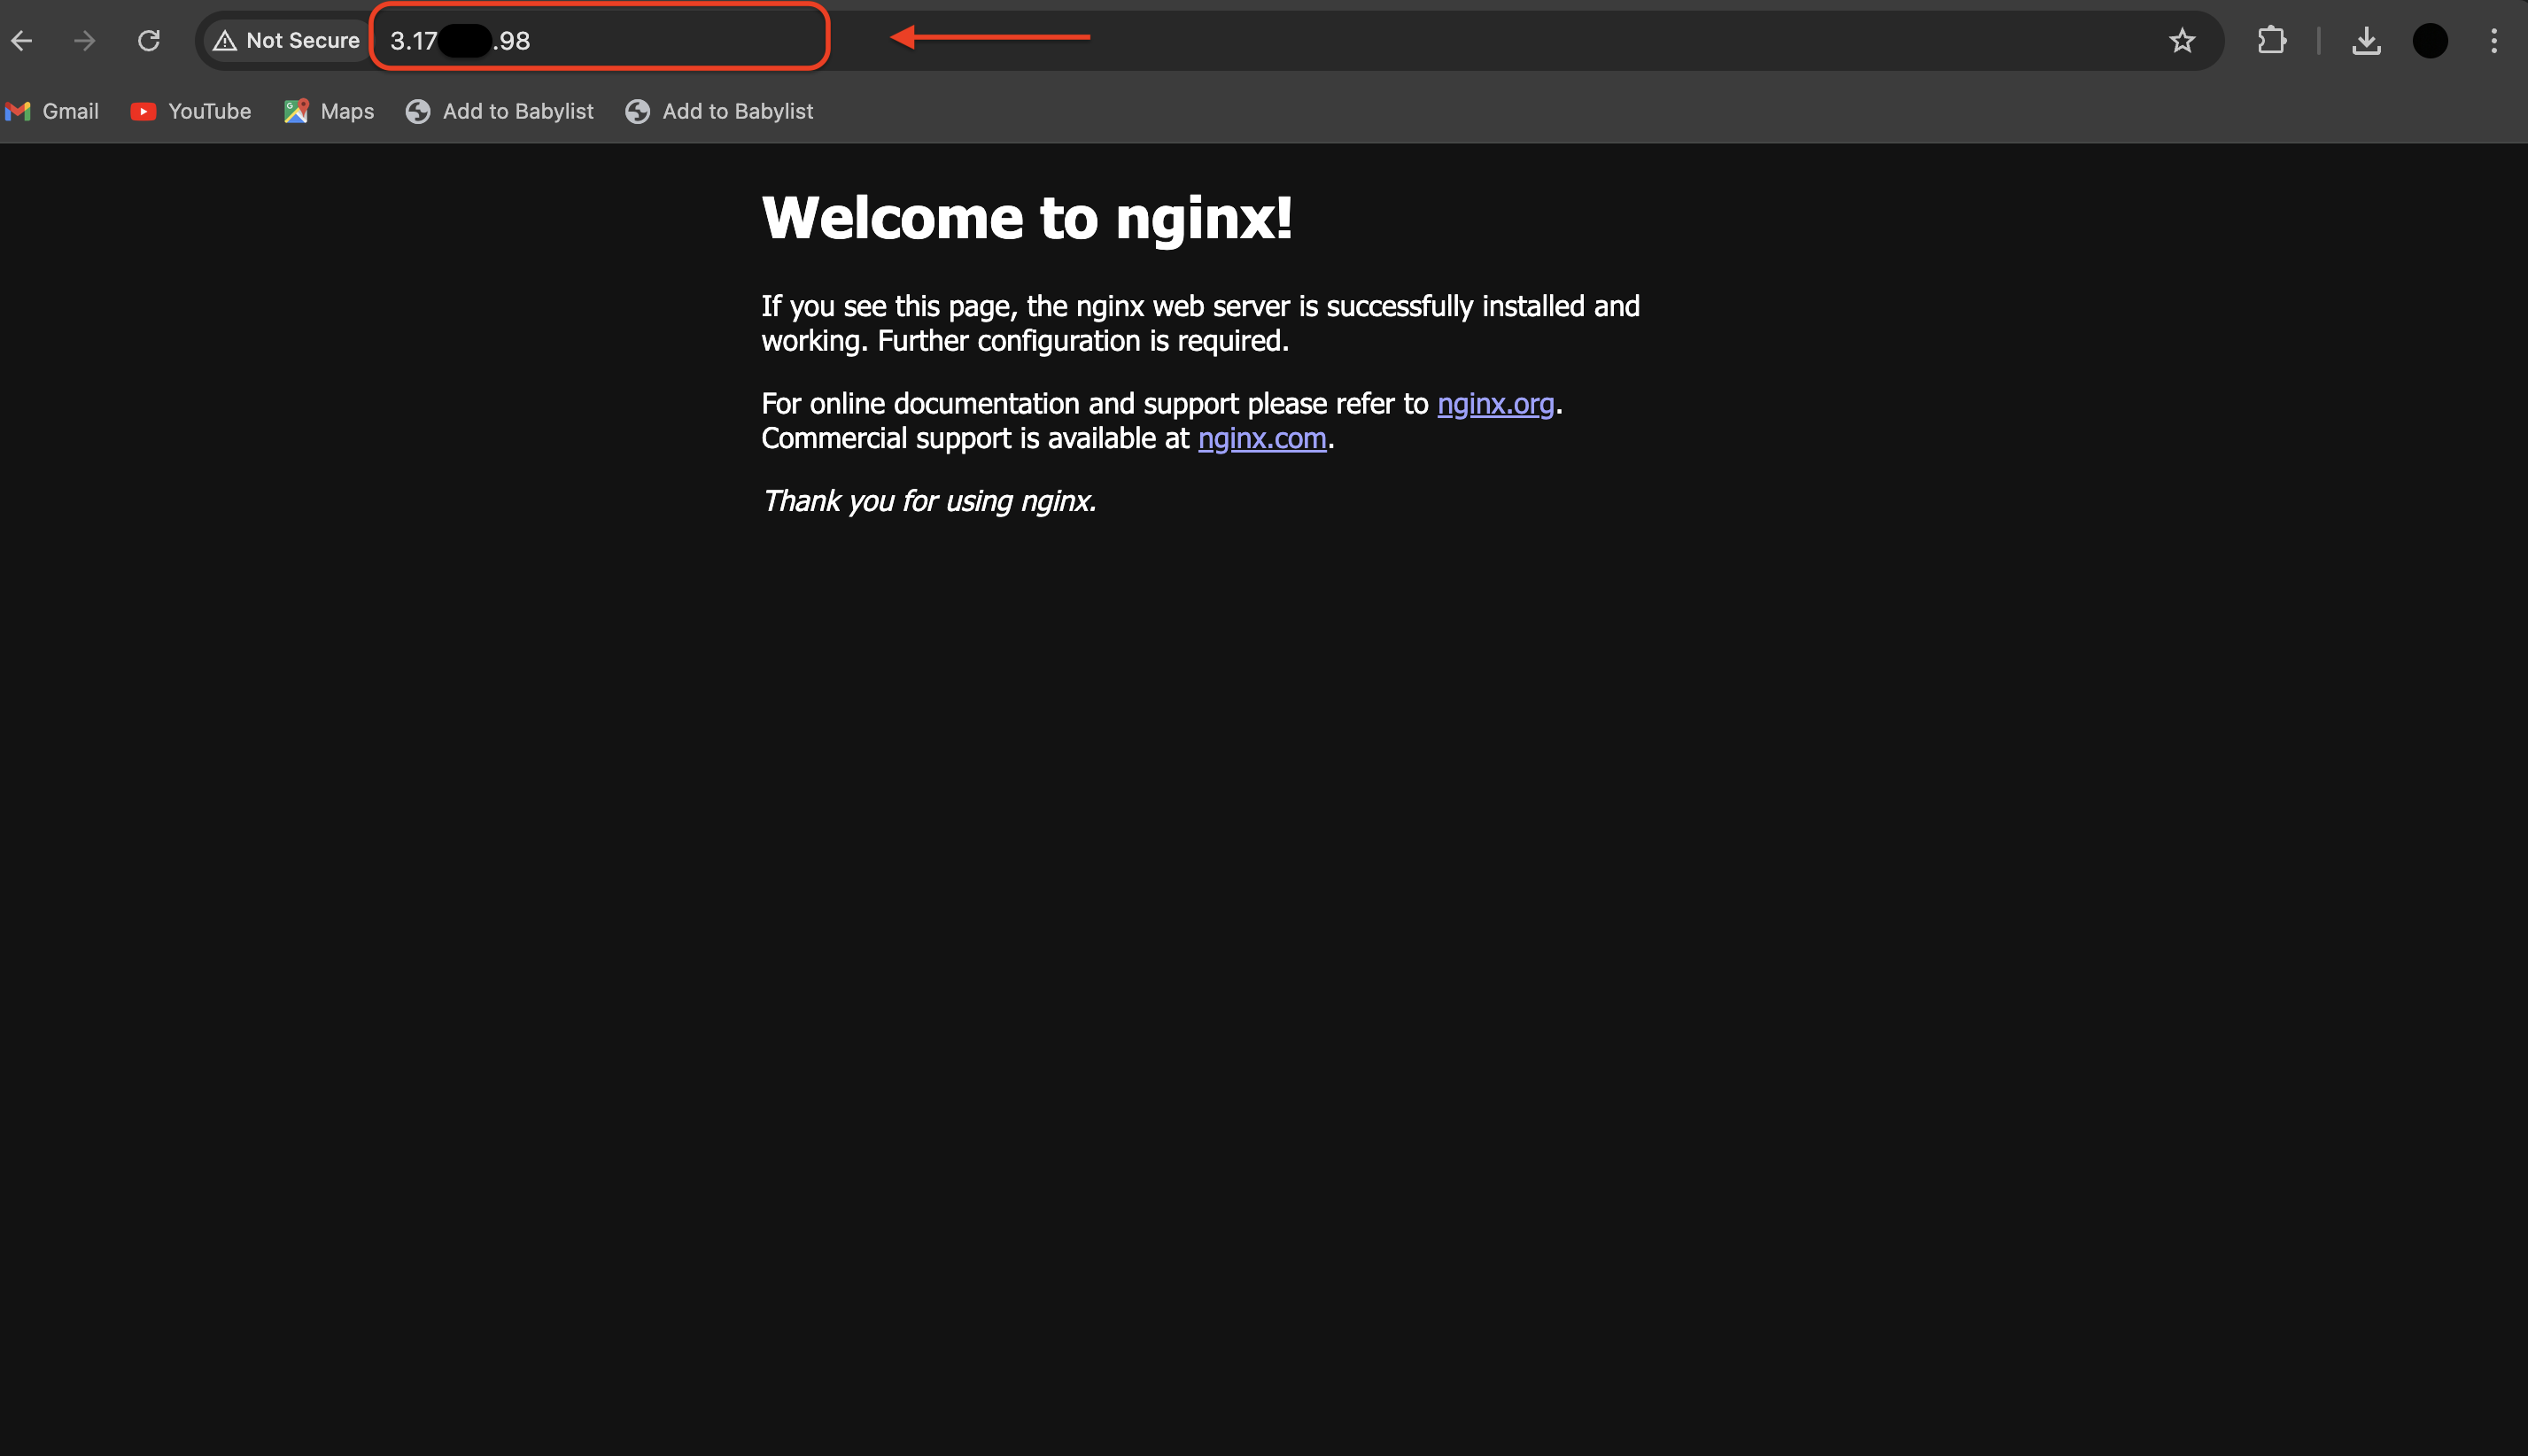 Not Secure 3.17 .98
Gmail YouTube Maps Add to Babylist Add to Babylist
Welcome to nginx!
If you see this page, the nginx web server is successfully installed and
working. Further configuration is required.
For online documentation and support please refer to nginx.org.
Commercial support is available at nginx.com.
Thank you for using nginx.